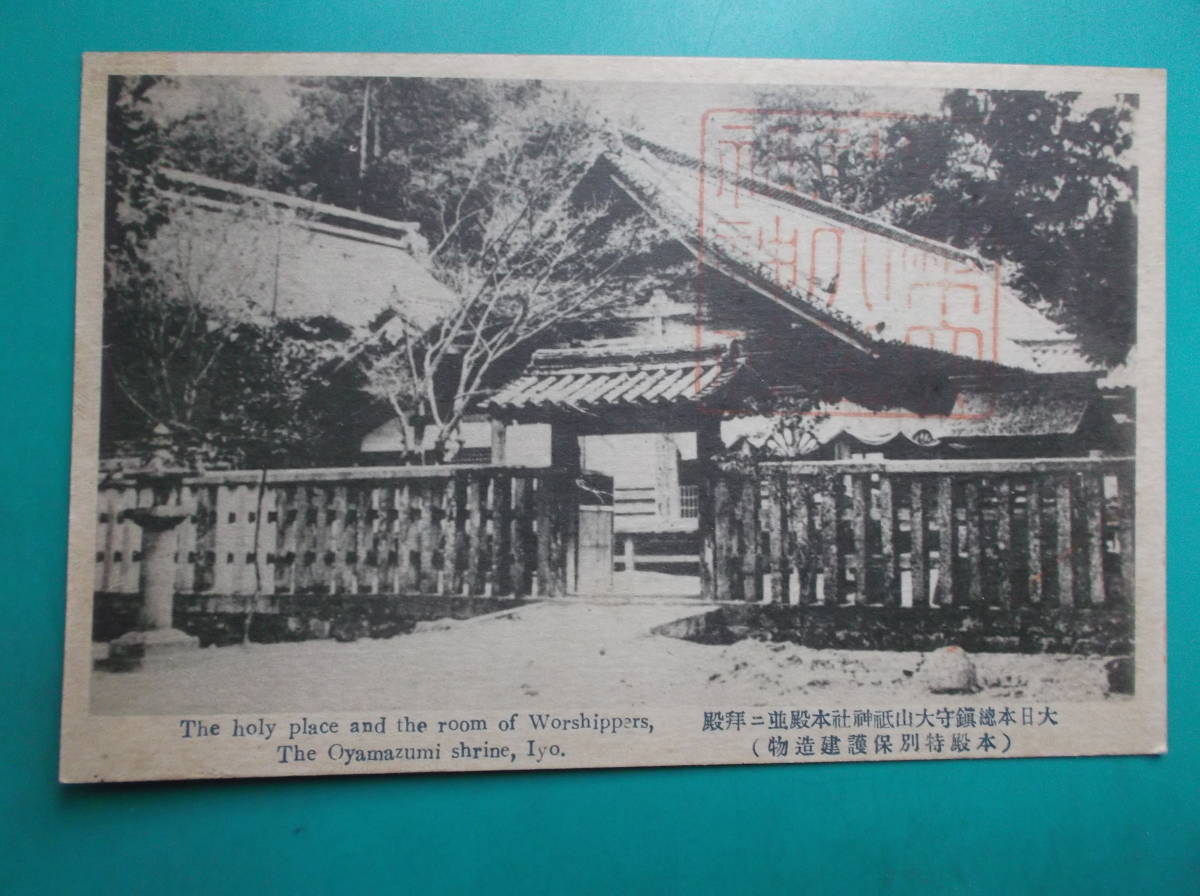 The holy place and the room of Worshippers,
The Oyamazumi shrine, Iyo.
殿拜ニ並殿本社神祇山大守鎭總本日大
（物造建護保別特殿本）